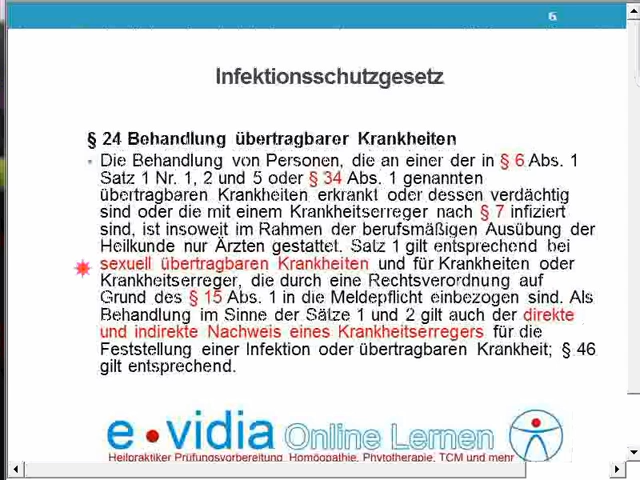 6
Infektionsschutzgesetz
§ 24 Behandlung übertragbarer Krankheiten
Die Behandlung von Personen, die an einer der in § 6 Abs. 1
Satz 1 Nr. 1, 2 und 5 oder § 34 Abs. 1 genannten
übertragbaren Krankheiten erkrankt oder dessen verdächtig
sind oder die mit einem Krankheitserreger nach § 7 infiziert
sind, ist insoweit im Rahmen der berufsmäßigen Ausübung der
Heilkunde nur Ärzten gestattet. Satz 1 gilt entsprechend bei
sexuell übertragbaren Krankheiten und für Krankheiten oder
Krankheitserreger, die durch eine Rechtsverordnung auf
Grund des § 15 Abs. 1 in die Meldepflicht einbezogen sind. Als
Behandlung im Sinne der Sätze 1 und 2 gilt auch der direkte
und indirekte Nachweis eines Krankheitserregers für die
Feststellung einer Infektion oder übertragbaren Krankheit; § 46
gilt entsprechend.
e•vidia Online Lernen
Heilpraktiker Prüfungsvorbereitung, Homöopathie, Phytotherapie, TCM und mehr